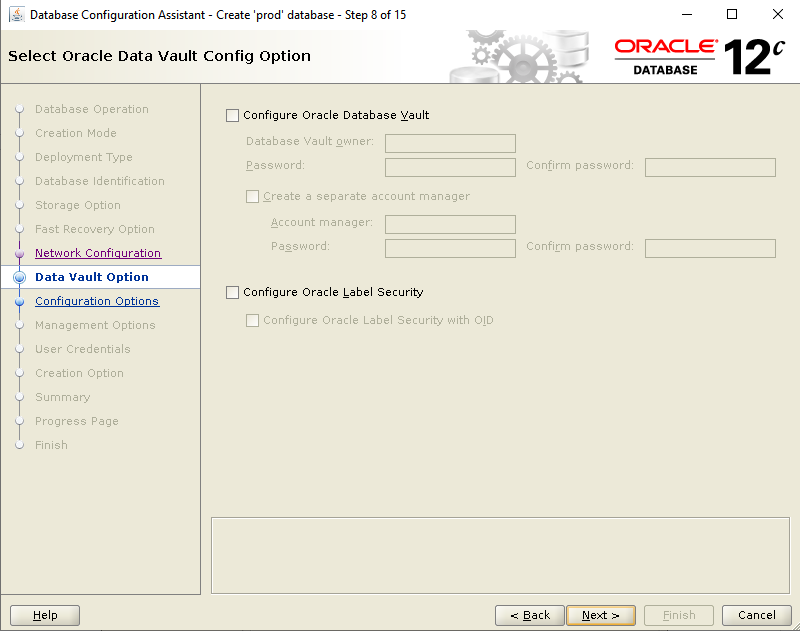 Database Configuration Assistant - Create 'prod' database - Step 8 of 15
Select Oracle Data Vault Config Option
ORACLE
DATABASE
12c
Database Operation
Creation Mode
Deployment Type
Database Identification
Storage Option
Fast Recovery Option
Network Configuration
Data Vault Option
Configuration Options
Management Options
User Credentials
Creation Option
Summary
Progress Page
Finish
Configure Oracle Database Vault
Database Vault owner:
Password: Confirm password:
Create a separate account manager
Account manager:
Password: Confirm password:
Configure Oracle Label Security
Configure Oracle Label Security with OID
Help < Back Next > Finish Cancel